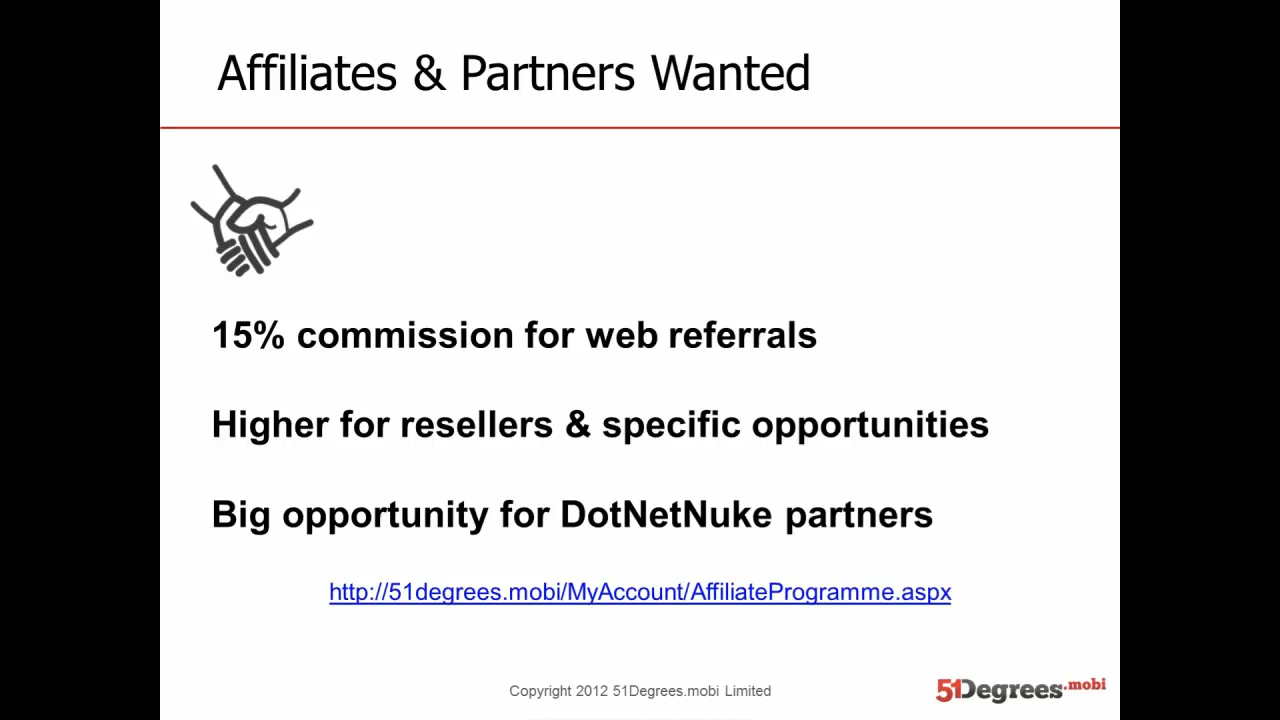 Affiliates & Partners Wanted
15% commission for web referrals
Higher for resellers & specific opportunities
Big opportunity for DotNetNuke partners
http://51degrees.mobi/MyAccount/AffiliateProgramme.aspx
Copyright 2012 51Degrees.mobi Limited
51Degrees.mobi